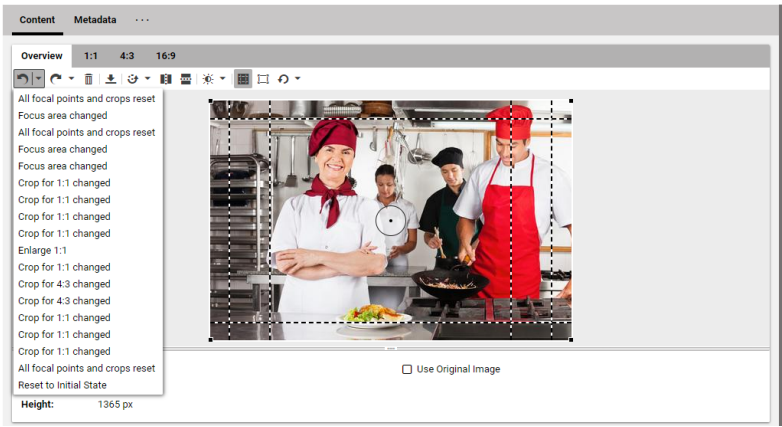 Content Metadata ...
Overview 1:1 4:3 16:9
All focal points and crops reset
Focus area changed
All focal points and crops reset
Focus area changed
Focus area changed
Crop for 1:1 changed
Crop for 1:1 changed
Crop for 1:1 changed
Crop for 1:1 changed
Enlarge 1:1
Crop for 1:1 changed
Crop for 4:3 changed
Crop for 4:3 changed
Crop for 1:1 changed
Crop for 1:1 changed
Crop for 1:1 changed
All focal points and crops reset
Use Original Image
Reset to Initial State
Height: 1365 px